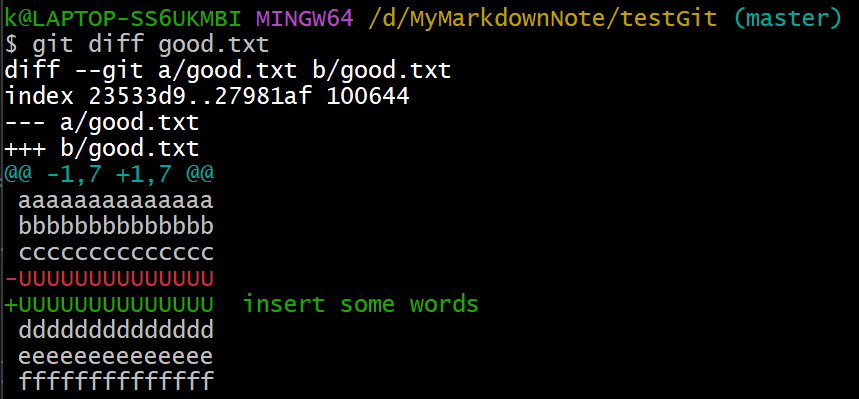 k@LAPTOP-SS6UKMBI MINGW64 /d/MyMarkdownNote/testGit (master)
$ git diff good.txt
diff --git a/good.txt b/good.txt
index 23533d9..27981af 100644
--- a/good.txt
+++ b/good.txt
@@ -1,7 +1,7 @@
 aaaaaaaaaaaaaa
 bbbbbbbbbbbbbb
 cccccccccccccc
-UUUUUUUUUUUUUU
+UUUUUUUUUUUUUU  insert some words
 dddddddddddddd
 eeeeeeeeeeeeee
 ffffffffffffff